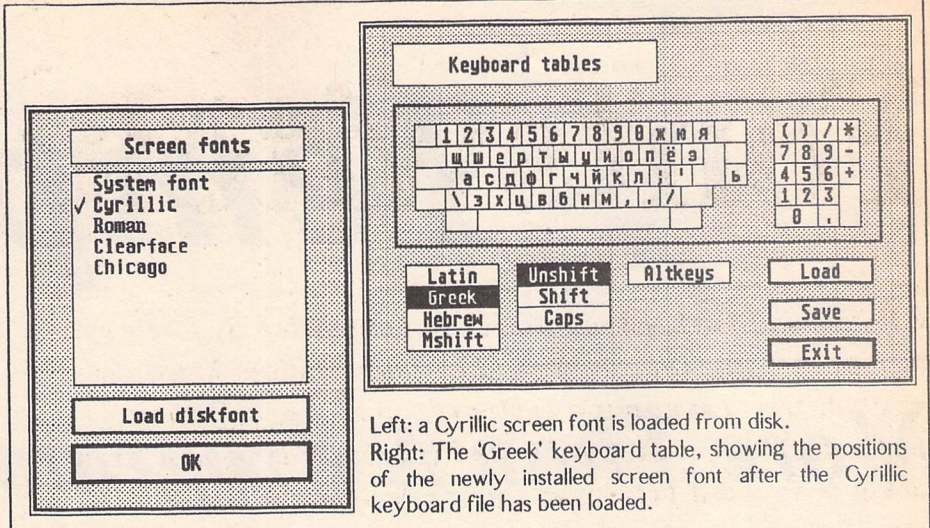 Screen fonts
System font
✓ Cyrillic
Roman
Clearface
Chicago
Load diskfont
OK
Keyboard tables
1 2 3 4 5 6 7 8 9 0 ж ю я
щ ш е р т ы у и о п ё э
а с д ф г ч й к л ; ' ь
\ з х ц в б н м , . /
( ) / *
7 8 9 -
4 5 6 +
1 2 3
0 .
Latin
Greek
Hebrew
Mshift
Unshift
Shift
Caps
Altkeys
Load
Save
Exit
Left: a Cyrillic screen font is loaded from disk.
Right: The 'Greek' keyboard table, showing the positions
of the newly installed screen font after the Cyrillic
keyboard file has been loaded.